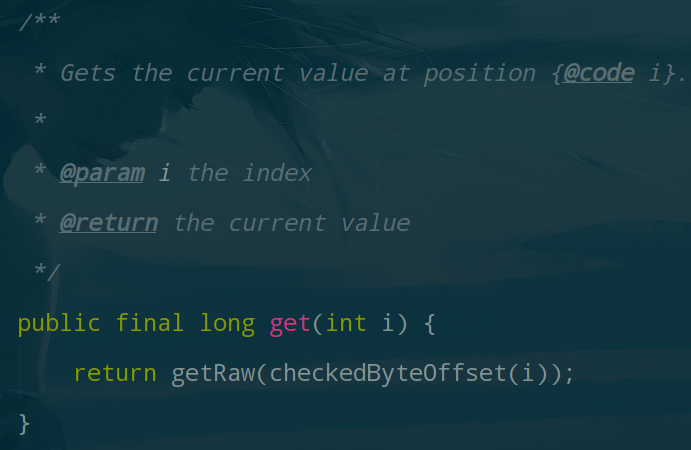 /**
 * Gets the current value at position {@code i}.
 *
 * @param i the index
 * @return the current value
 */
public final long get(int i) {
    return getRaw(checkedByteOffset(i));
}